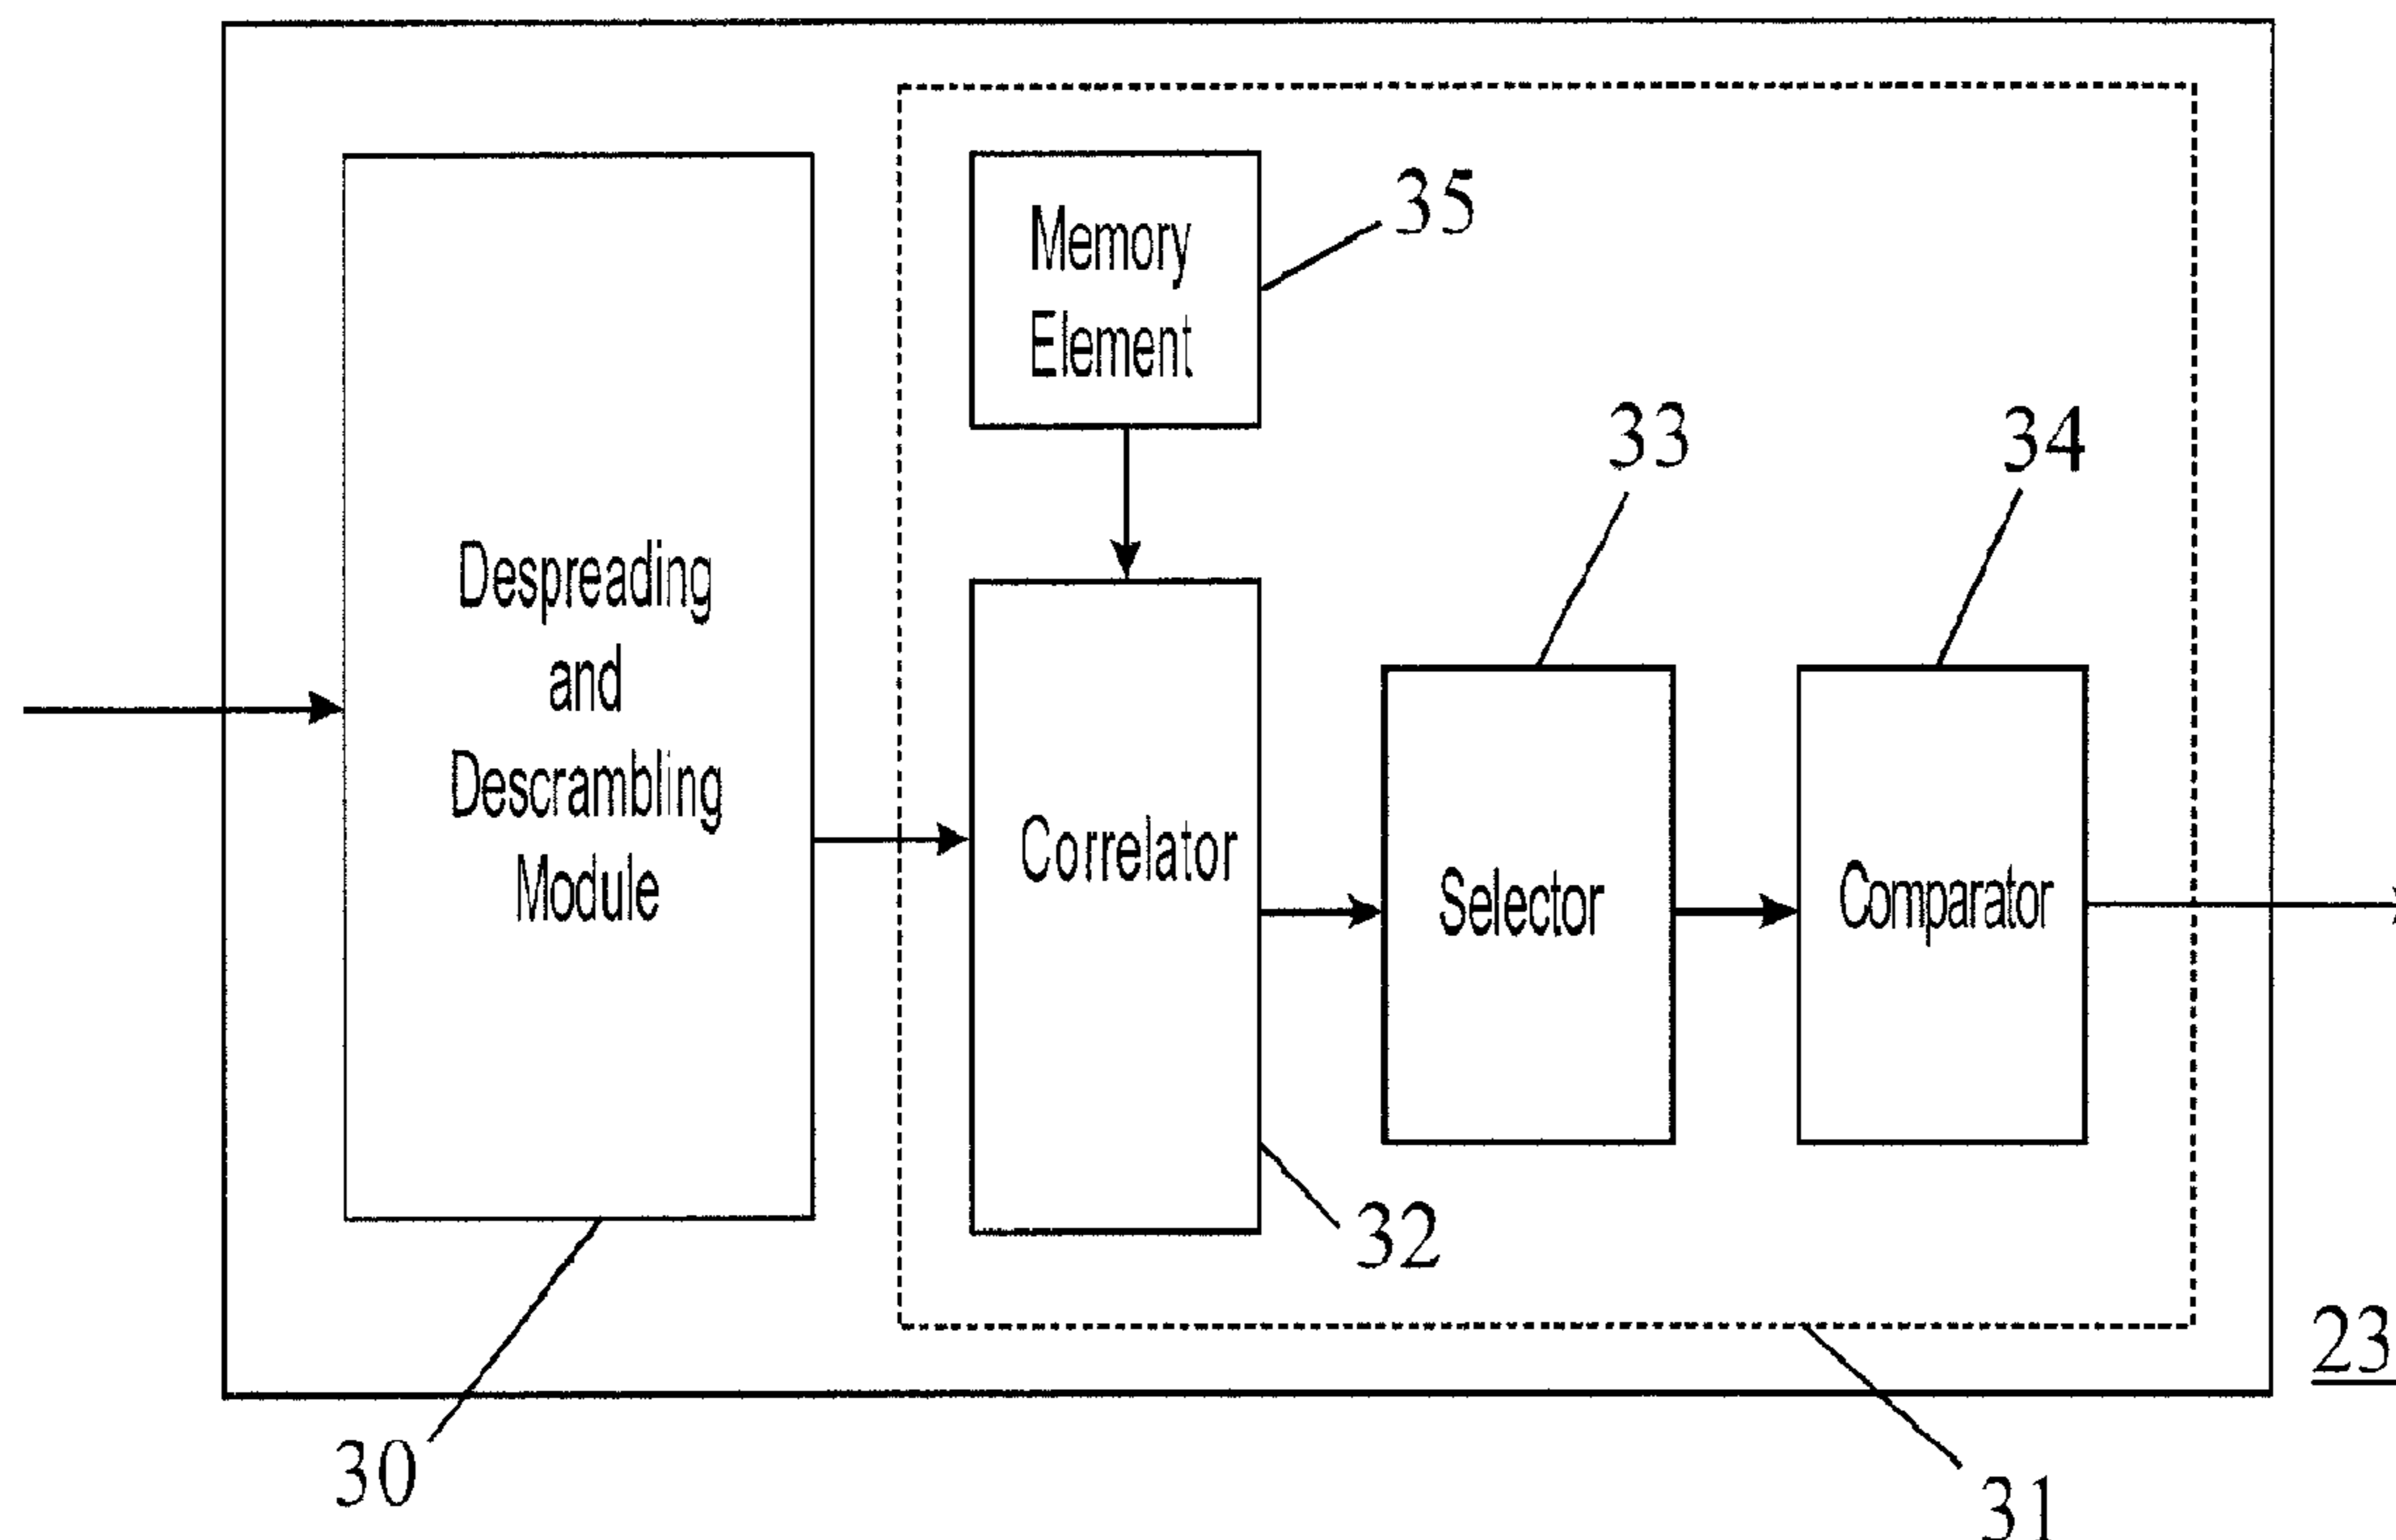 Memory
Element
35
33
34
Despreading
and
Descrambling
Module
Correlator
Selector
Comparator
32
23
30
31